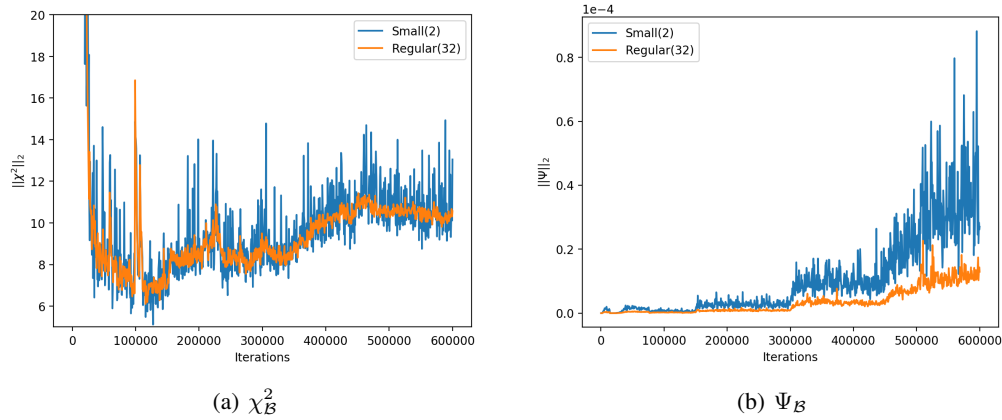 1e−4
20
18
16
14
12
10
8
6
||χ²||₂
Small(2)
Regular(32)
0
100000
200000
300000
400000
500000
600000
Iterations
(a) χ²_𝓑
0.8
0.6
0.4
0.2
0.0
||Ψ||₂
Small(2)
Regular(32)
0
100000
200000
300000
400000
500000
600000
Iterations
(b) Ψ_𝓑